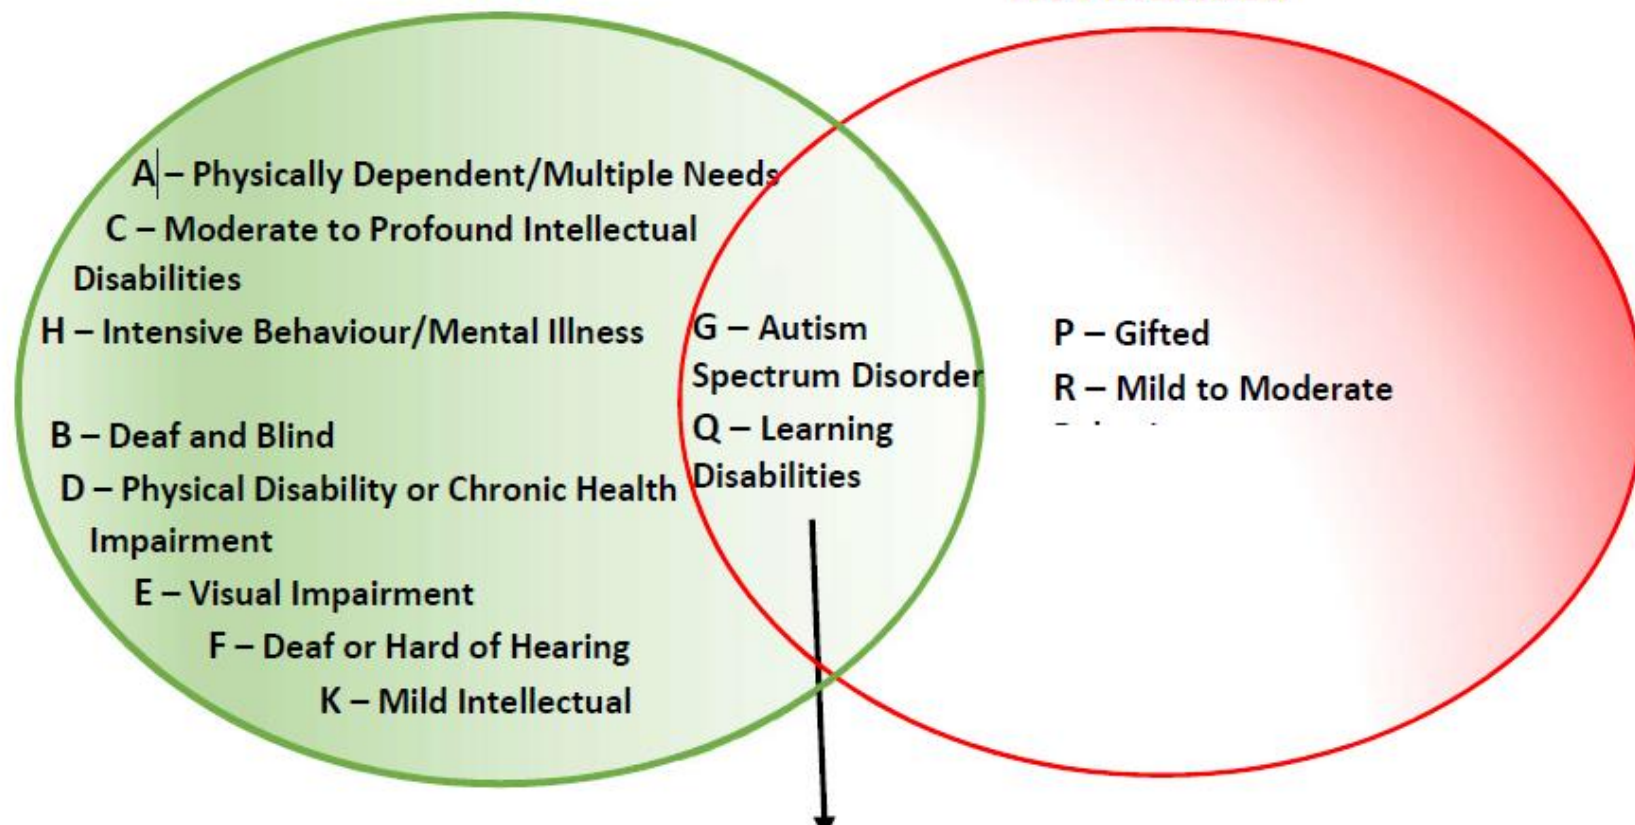 A – Physically Dependent/Multiple Needs
C – Moderate to Profound Intellectual
Disabilities
H – Intensive Behaviour/Mental Illness
B – Deaf and Blind
D – Physical Disability or Chronic Health
Impairment
E – Visual Impairment
F – Deaf or Hard of Hearing
K – Mild Intellectual
G – Autism
Spectrum Disorder
Q – Learning
Disabilities
P – Gifted
R – Mild to Moderate